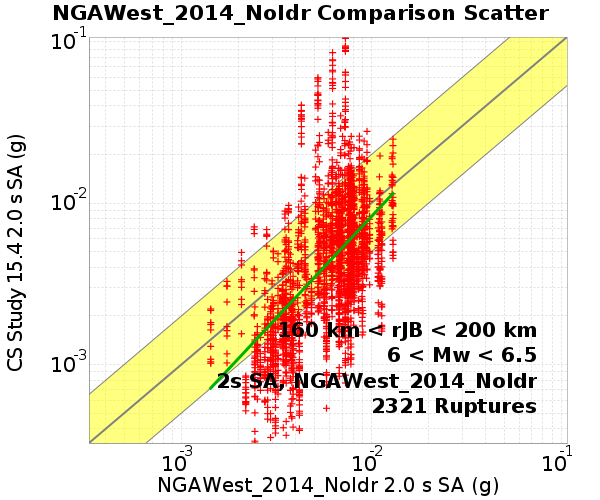 NGAWest_2014_NoIdr Comparison Scatter
CS Study 15.4 2.0 s SA (g)
10-1
10-2
10-3
160 km < rJB < 200 km
6 < Mw < 6.5
2s SA, NGAWest_2014_NoIdr
2321 Ruptures
10-3 10-2 10-1
NGAWest_2014_NoIdr 2.0 s SA (g)